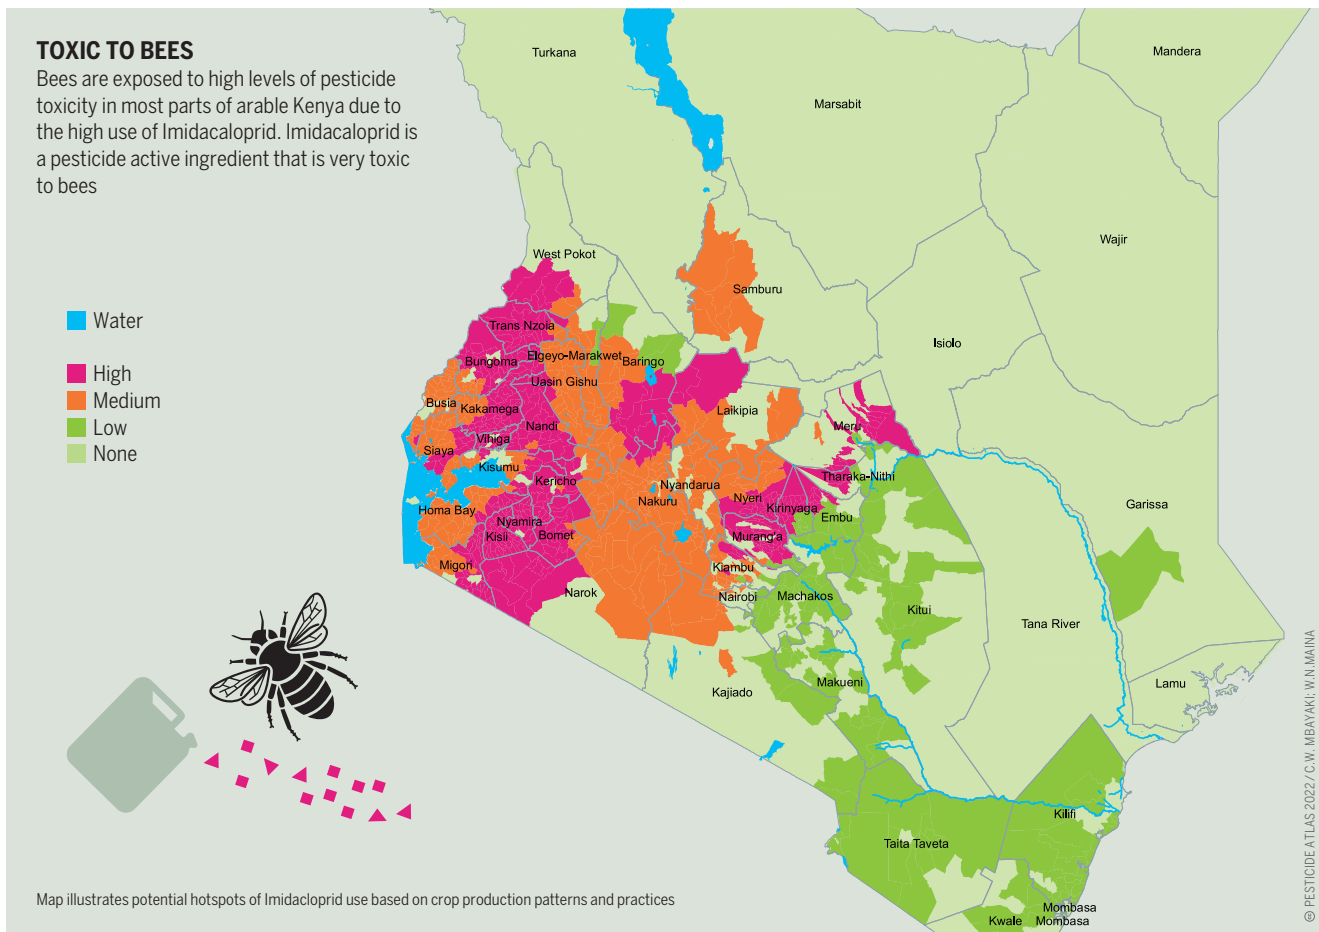 TOXIC TO BEES
Bees are exposed to high levels of pesticide
toxicity in most parts of arable Kenya due to
the high use of Imidacaloprid. Imidacaloprid is
a pesticide active ingredient that is very toxic
to bees
Water
High
Medium
Low
None
Turkana
Mandera
Marsabit
Wajir
West Pokot
Samburu
Trans Nzoia
Isiolo
Elgeyo-Marakwet
Baringo
Bungoma
Uasin Gishu
Busia
Kakamega
Laikipia
Nandi
Meru
Vihiga
Siaya
Kisumu
Kericho
Tharaka-Nithi
Nyandarua
Nakuru
Nyeri
Kirinyaga
Embu
Garissa
Homa Bay
Nyamira
Kisii
Bomet
Murang'a
Migori
Kiambu
Narok
Nairobi
Machakos
Kitui
Tana River
Makueni
Kajiado
Lamu
Kilifi
Taita Taveta
Mombasa
Kwale
Mombasa
Map illustrates potential hotspots of Imidacloprid use based on crop production patterns and practices
PESTICIDE ATLAS 2022 / C.W. MBAYAKI; W.N.MAINA